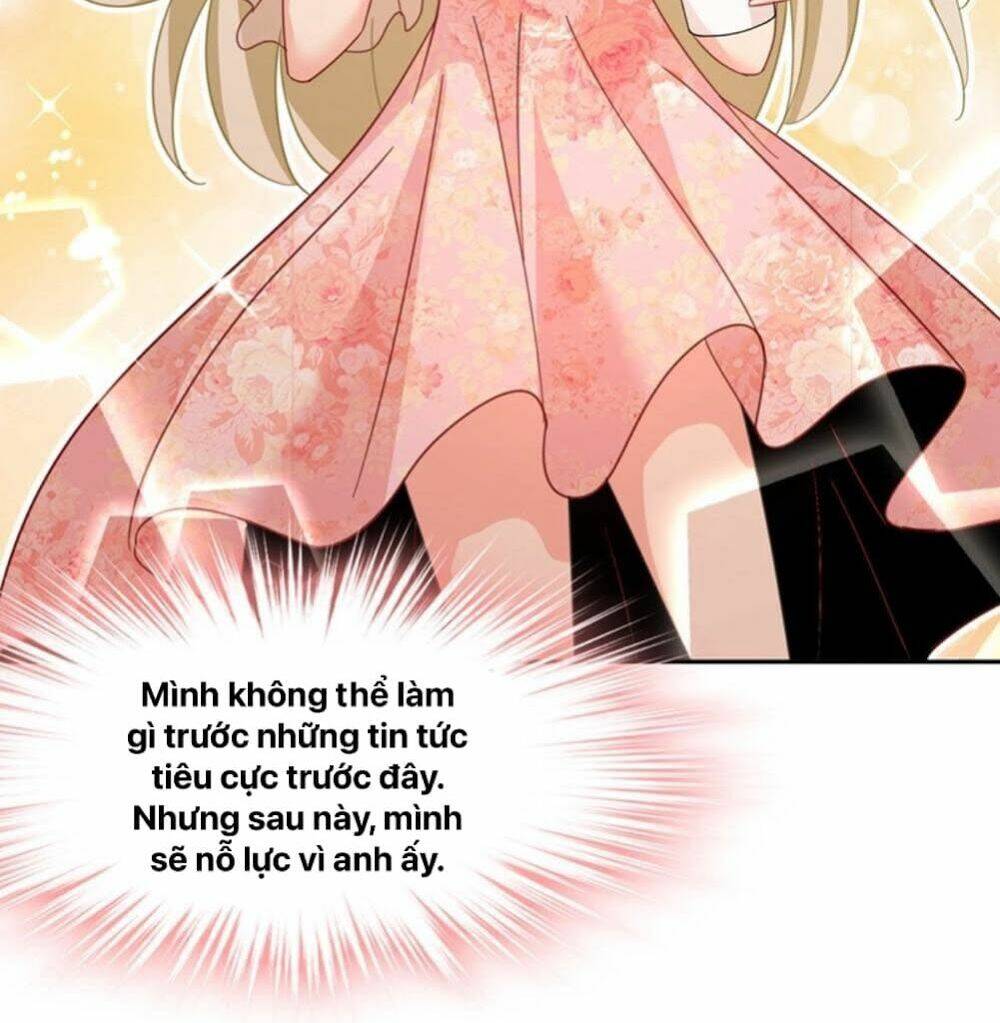 Mình không thể làm
gì trước những tin tức
tiêu cực trước đây.
Nhưng sau này, mình
sẽ nỗ lực vì anh ấy.